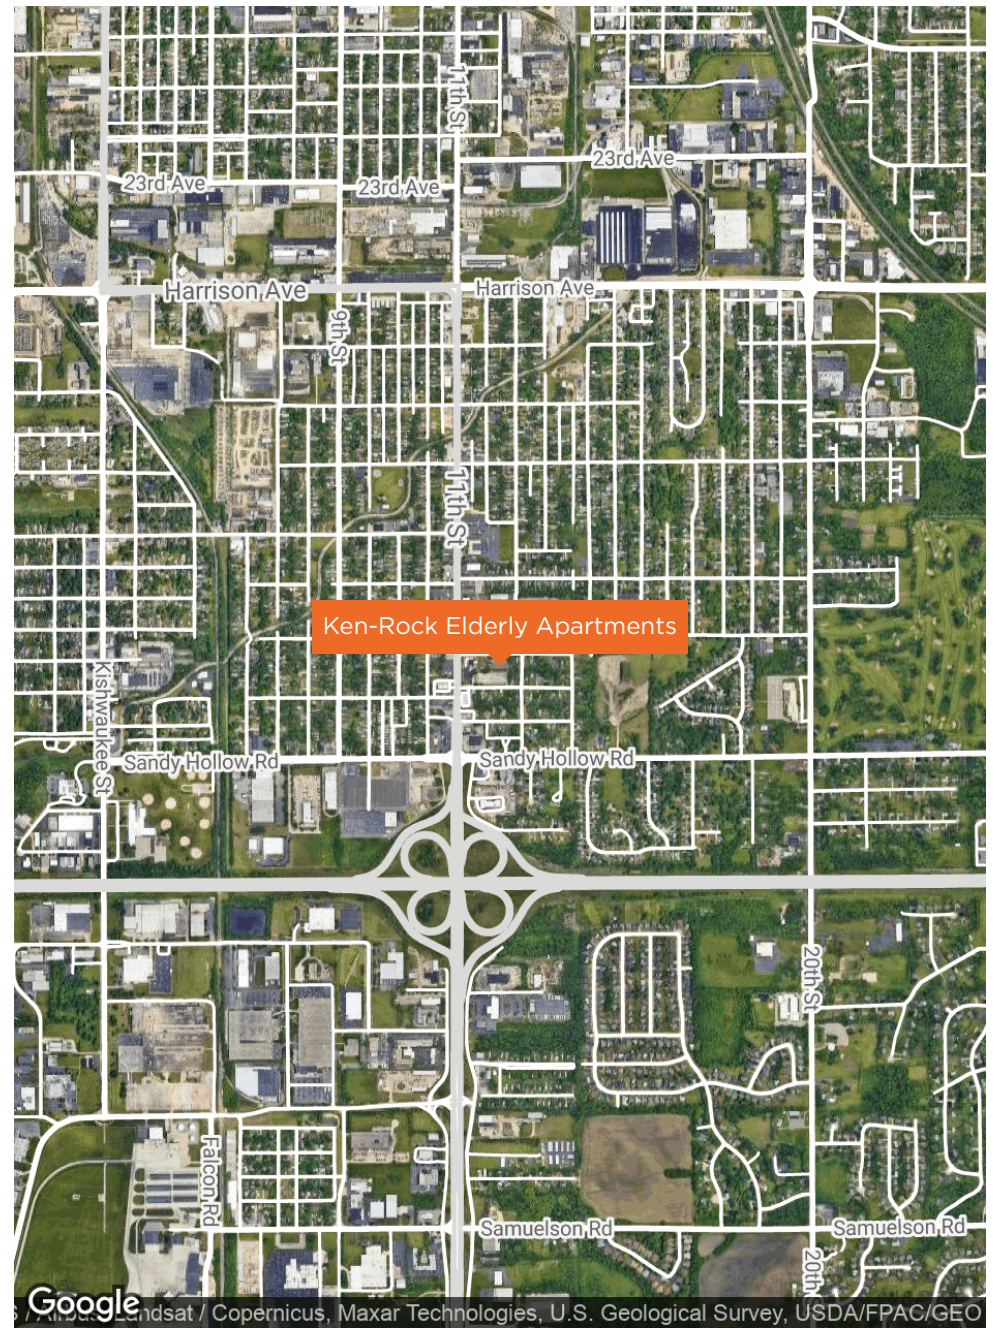 11th St
23rd Ave
23rd Ave
23rd Ave
Harrison Ave
Harrison Ave
9th St
11th St
Ken-Rock Elderly Apartments
Kishwaukee St
Sandy Hollow Rd
Sandy Hollow Rd
20th St
Falcon Rd
Samuelson Rd
Samuelson Rd
20th St
Google
/ Airbus, Landsat / Copernicus, Maxar Technologies, U.S. Geological Survey, USDA/FPAC/GEO